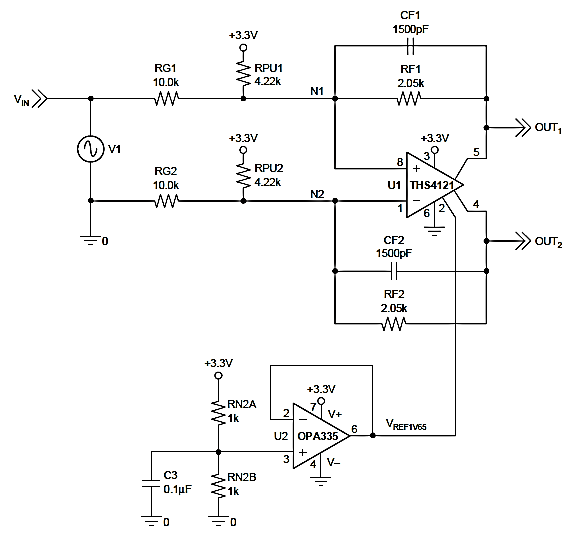 CF1
1500pF
+3.3V
RG1
10.0k
RPU1
4.22k
RF1
2.05k
VIN
N1
V1
+3.3V
+3.3V
OUT1
5
3
8
+
U1
THS4121
RG2
10.0k
RPU2
4.22k
N2
1
−
6
2
4
0
OUT2
CF2
1500pF
RF2
2.05k
+3.3V
+3.3V
RN2A
1k
7
2
−
V+
U2
OPA335
6
VREF1V65
3
+
4
V−
C3
0.1µF
RN2B
1k
0
0